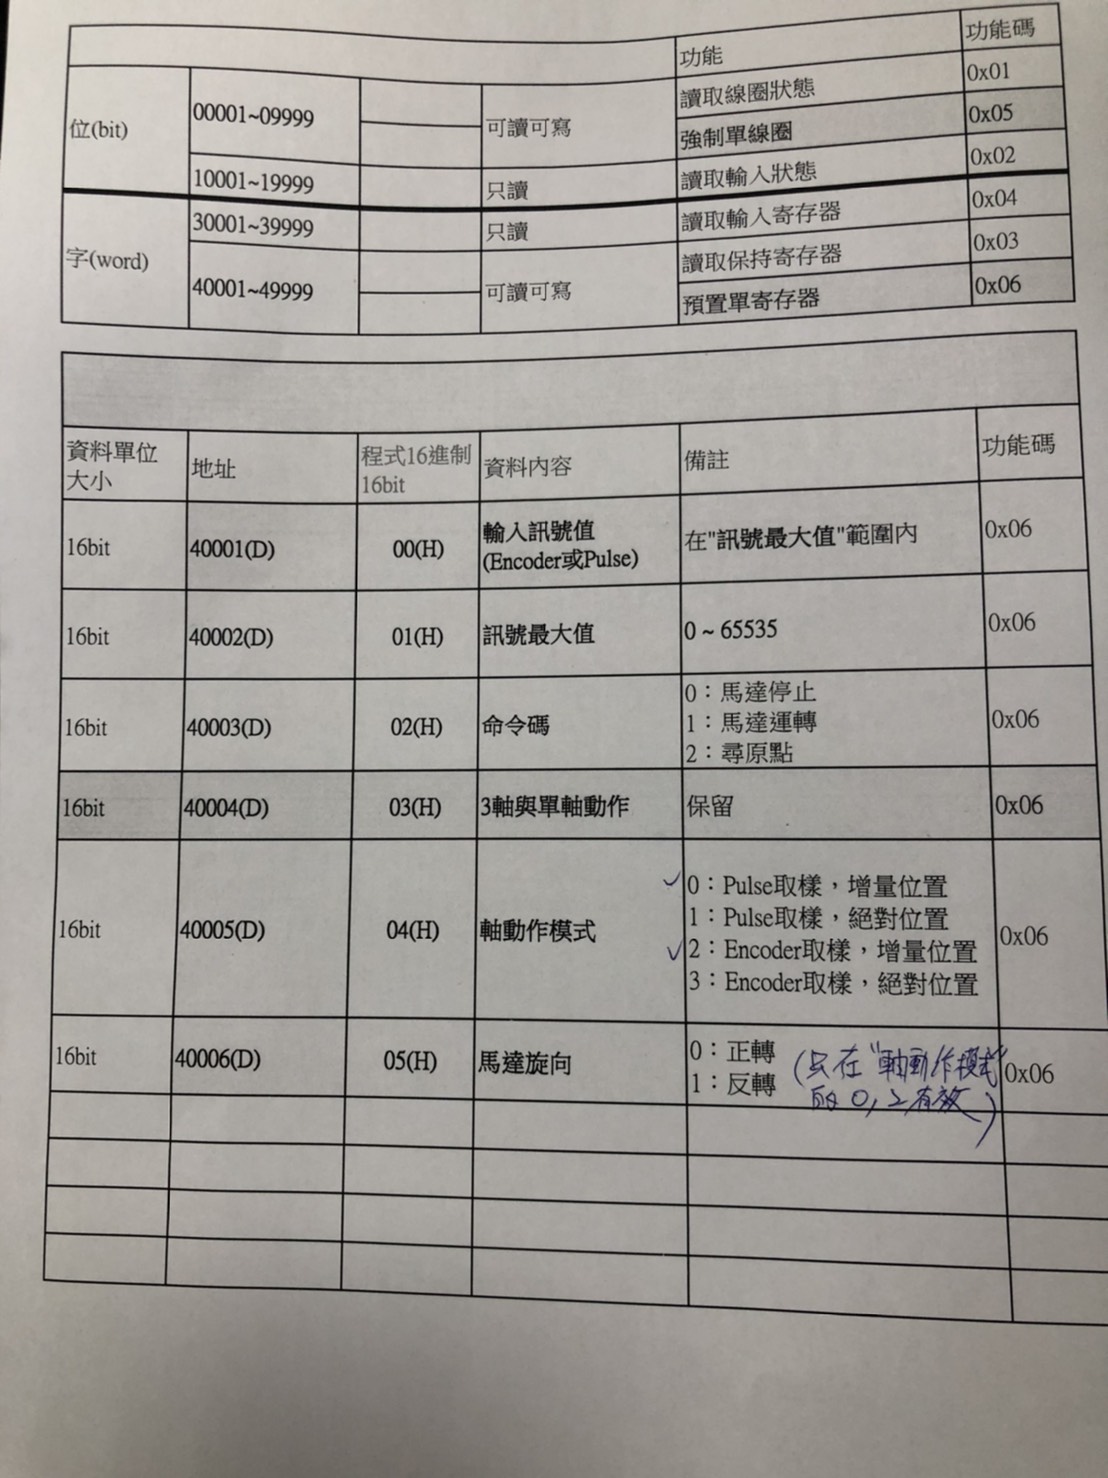 功能 功能碼
位(bit) 00001~09999 可讀可寫 讀取線圈狀態 0x01
強制單線圈 0x05
10001~19999 只讀 讀取輸入狀態 0x02
字(word) 30001~39999 只讀 讀取輸入寄存器 0x04
40001~49999 可讀可寫 讀取保持寄存器 0x03
預置單寄存器 0x06
資料單位大小 地址 程式16進制16bit 資料內容 備註 功能碼
16bit 40001(D) 00(H) 輸入訊號值(Encoder或Pulse) 在"訊號最大值"範圍內 0x06
16bit 40002(D) 01(H) 訊號最大值 0 ~ 65535 0x06
16bit 40003(D) 02(H) 命令碼 0：馬達停止
1：馬達運轉 0x06
2：尋原點
16bit 40004(D) 03(H) 3軸與單軸動作 保留 0x06
16bit 40005(D) 04(H) 軸動作模式 0：Pulse取樣，增量位置
1：Pulse取樣，絕對位置
2：Encoder取樣，增量位置 0x06
3：Encoder取樣，絕對位置
16bit 40006(D) 05(H) 馬達旋向 0：正轉
1：反轉 0x06
(只在"軸動作模式"
的0,2有效)